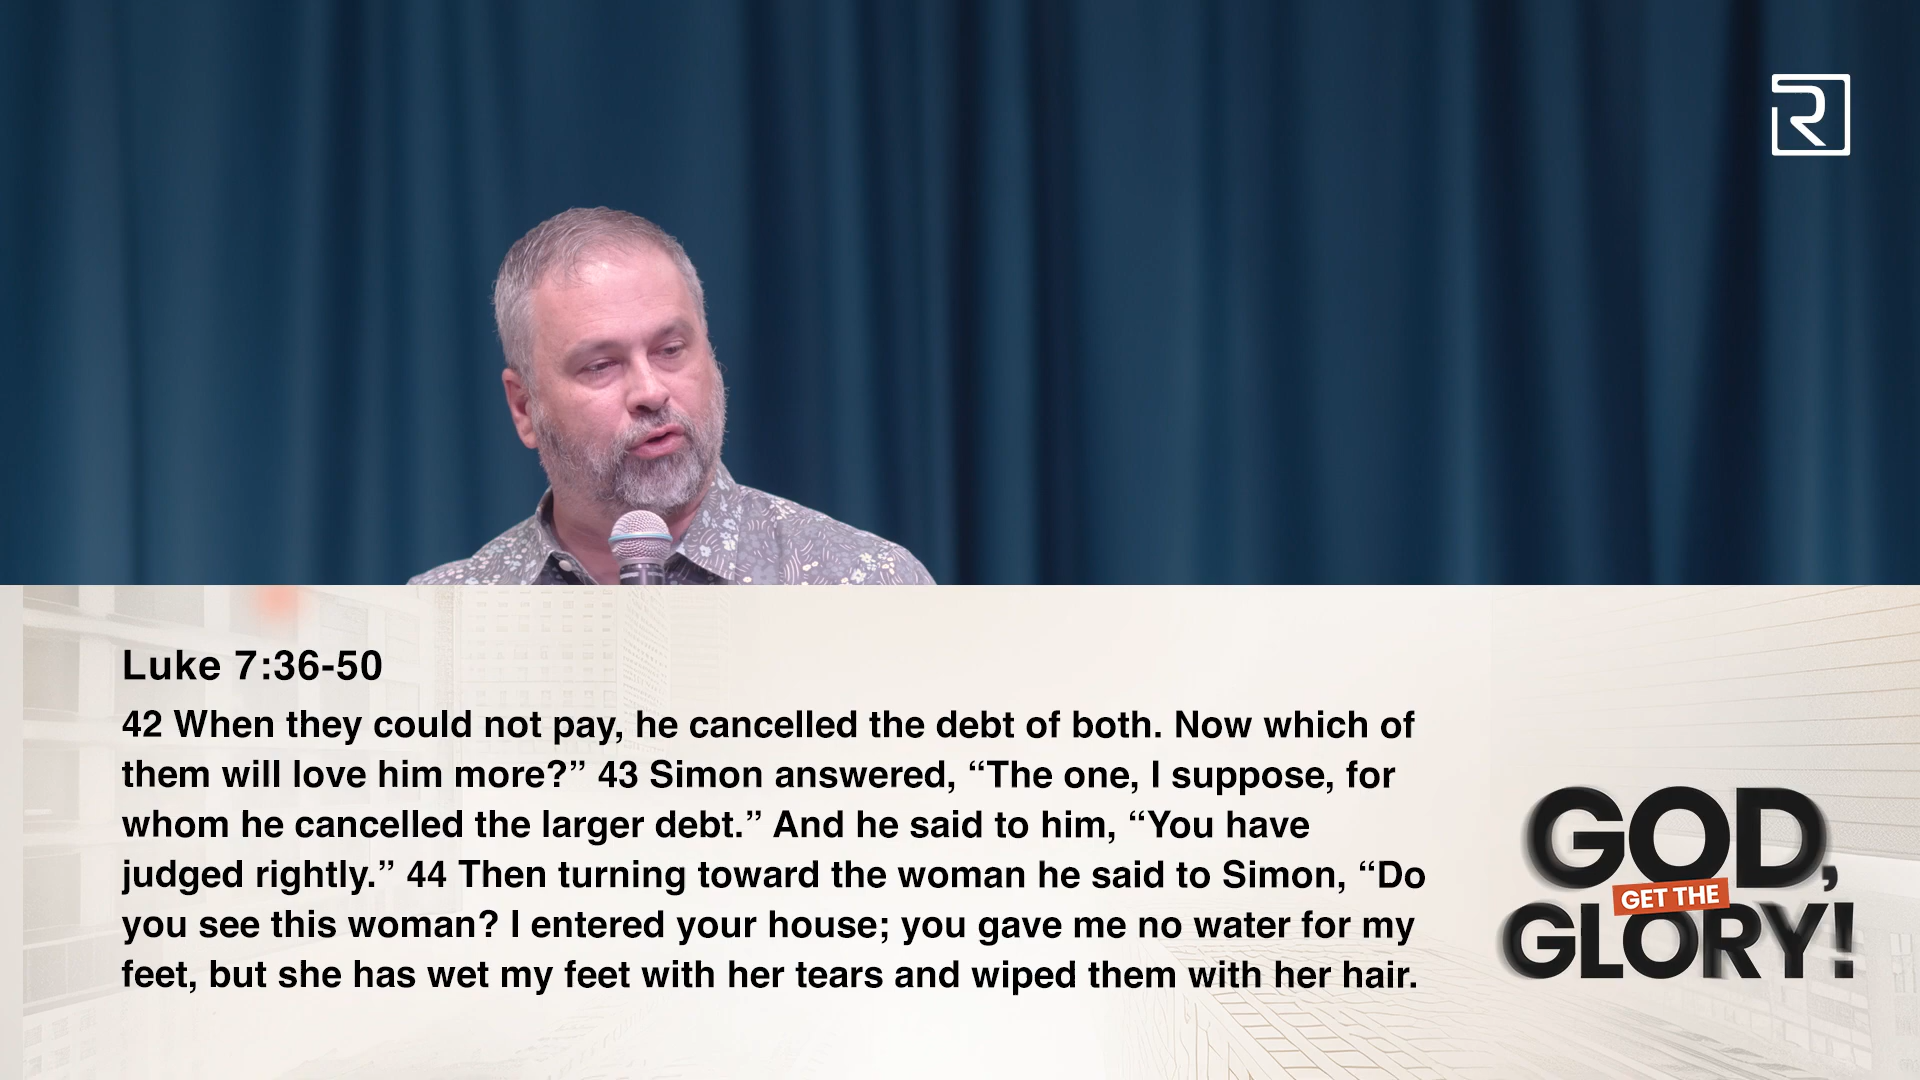 R
Luke 7:36-50
42 When they could not pay, he cancelled the debt of both. Now which of
them will love him more?” 43 Simon answered, “The one, I suppose, for
whom he cancelled the larger debt.” And he said to him, “You have
judged rightly.” 44 Then turning toward the woman he said to Simon, “Do
you see this woman? I entered your house; you gave me no water for my
feet, but she has wet my feet with her tears and wiped them with her hair.
GOD,
GET THE
GLORY!